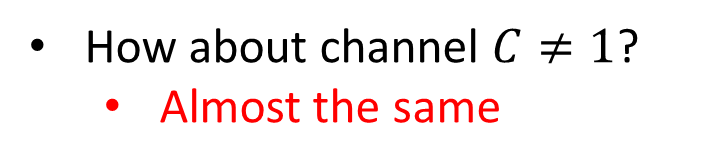 • How about channel C ≠ 1?
• Almost the same